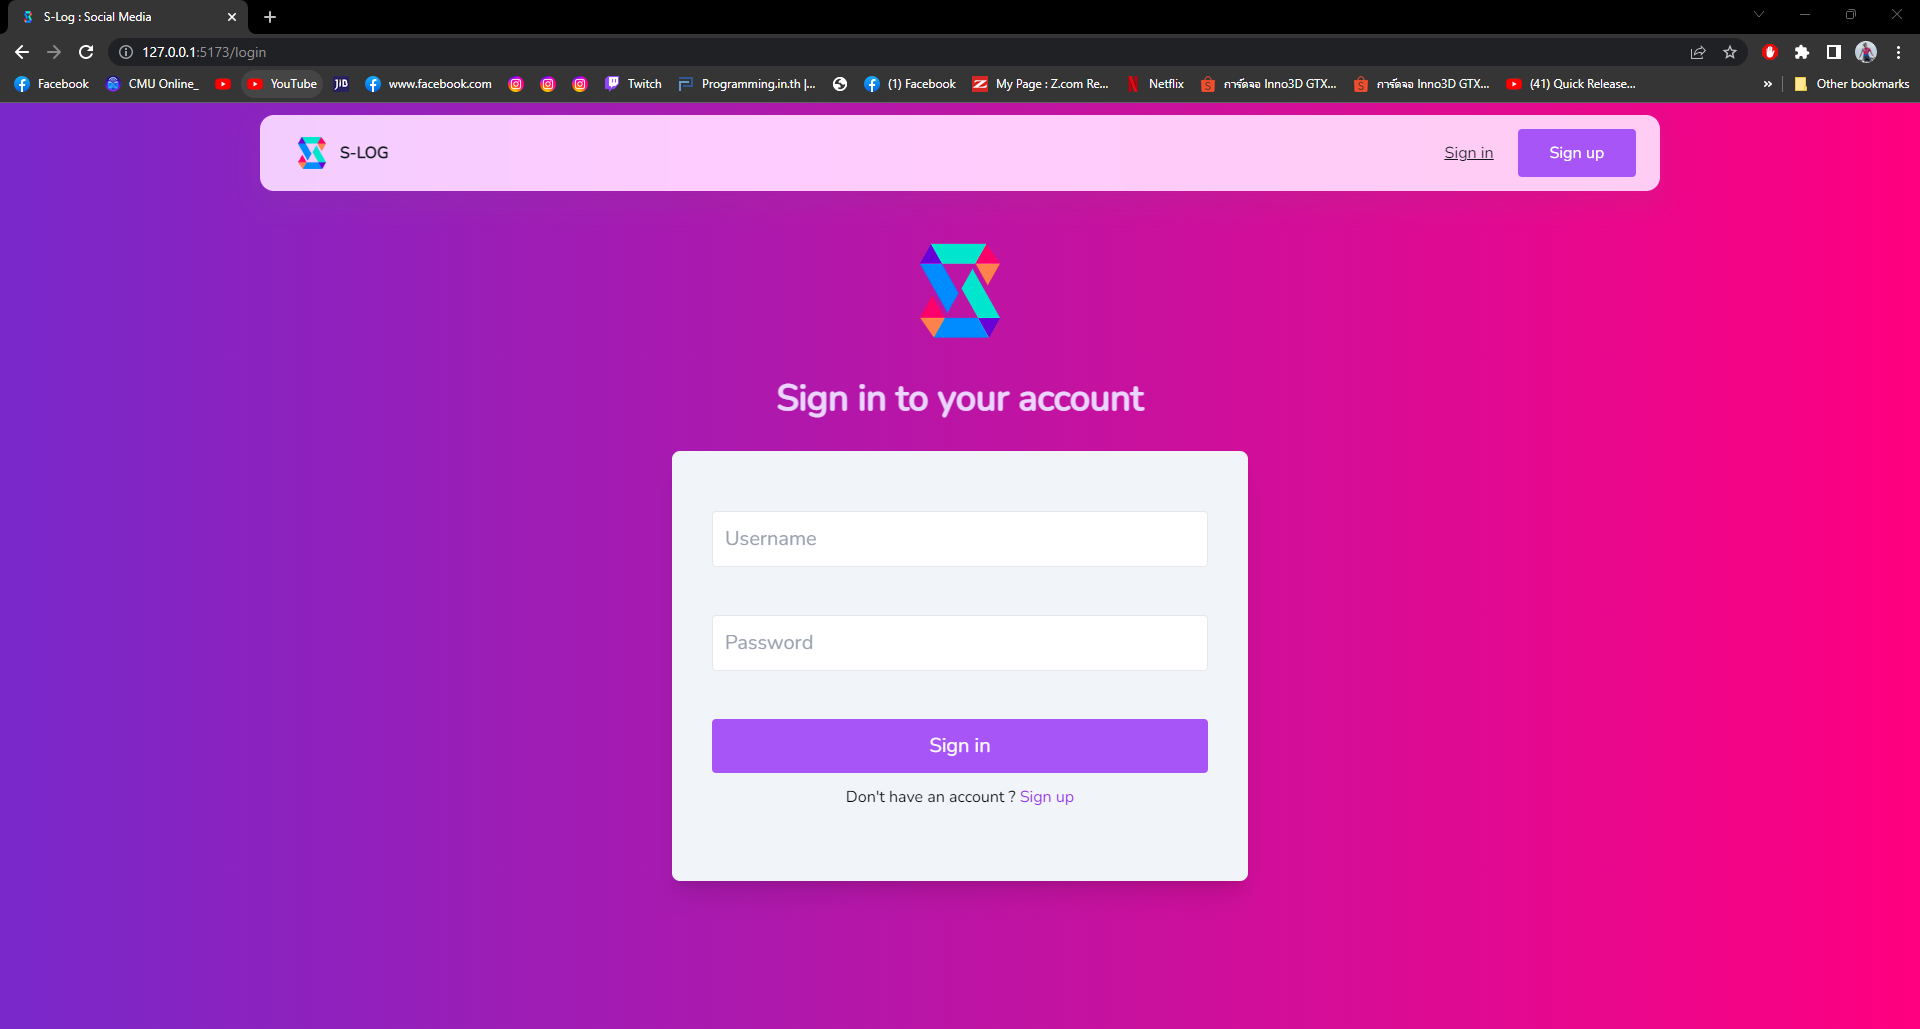 S-Log : Social Media
127.0.0.1:5173/login
Facebook CMU Online_ YouTube JID www.facebook.com Twitch Programming.in.th |... (1) Facebook My Page : Z.com Re... Netflix การ์ดจอ Inno3D GTX... การ์ดจอ Inno3D GTX... (41) Quick Release... » Other bookmarks
S-LOG Sign in Sign up
Sign in to your account
Username
Password
Sign in
Don't have an account ? Sign up